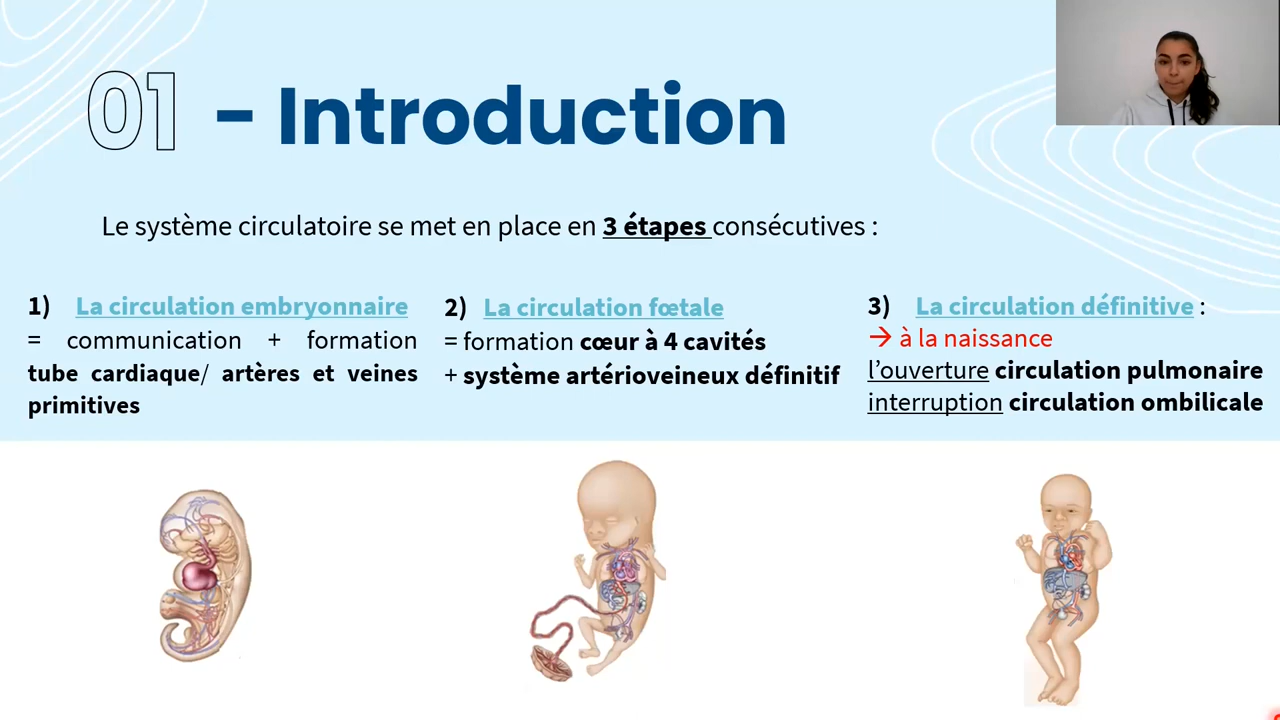 01 - Introduction
Le système circulatoire se met en place en 3 étapes consécutives :
1) La circulation embryonnaire
= communication + formation
tube cardiaque/ artères et veines
primitives
2) La circulation fœtale
= formation cœur à 4 cavités
+ système artérioveineux définitif
3) La circulation définitive :
→ à la naissance
l’ouverture circulation pulmonaire
interruption circulation ombilicale